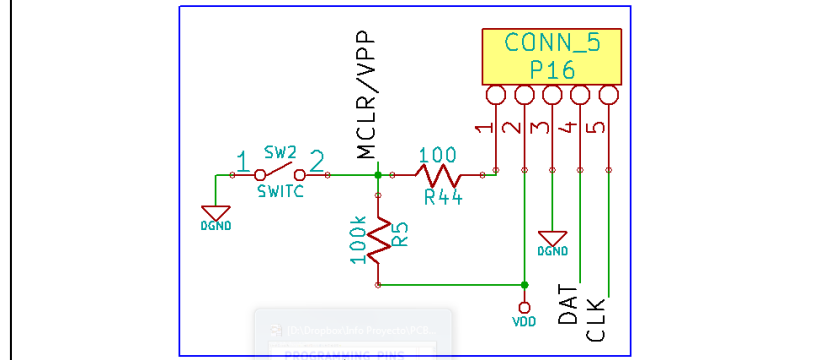 CONN_5
P16
MCLR/VPP
1
2
3
4
5
1
SW2
2
SWITC
100
R44
DGND
100k
R5
DGND
VDD
DAT
CLK
PROGRAMMING PINS